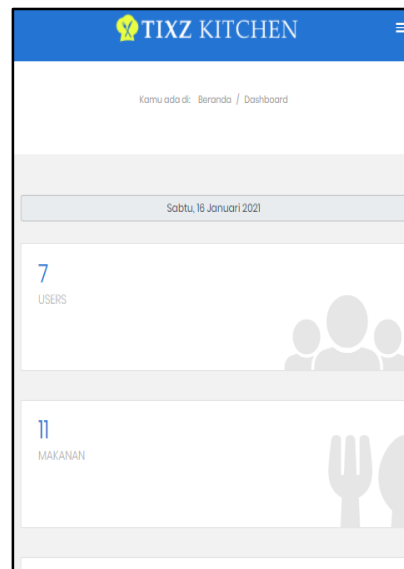 TIXZ KITCHEN
Kamu ada di: Beranda / Dashboard
Sabtu, 16 Januari 2021
7
USERS
11
MAKANAN